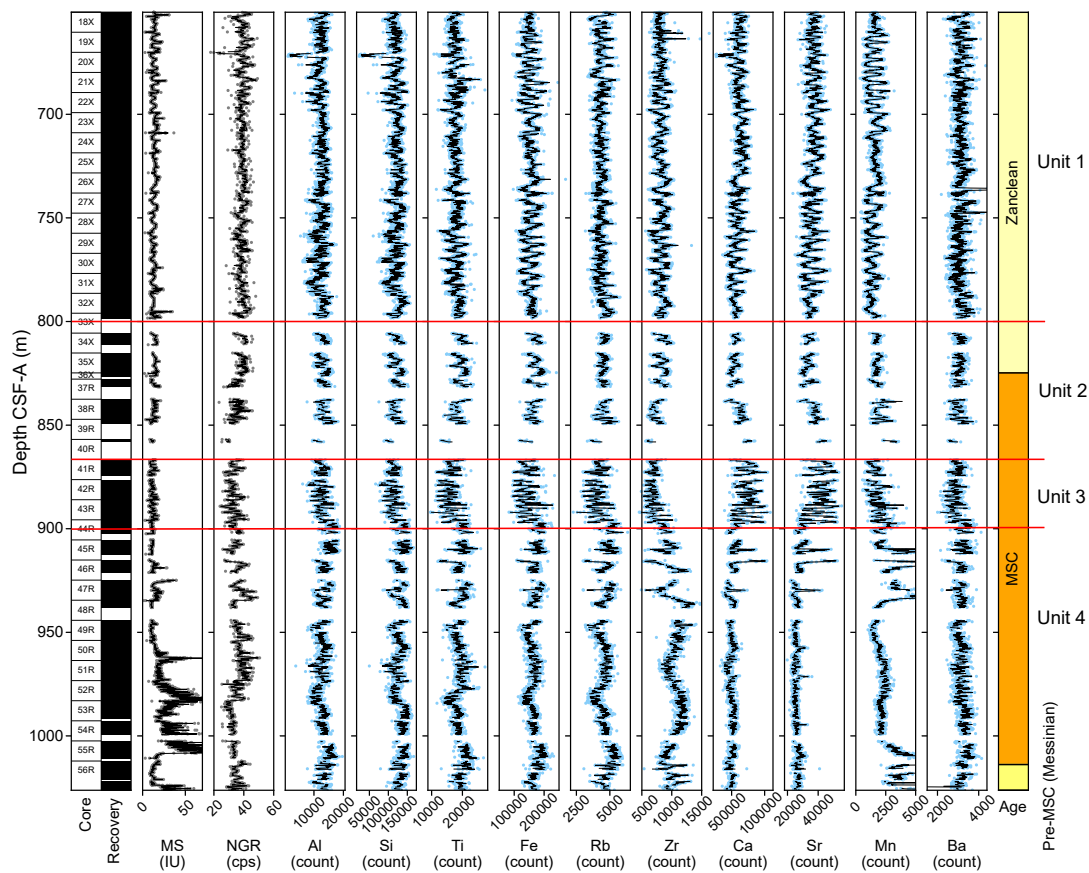 18X
19X
20X
21X
22X
23X
24X
25X
26X
27X
28X
29X
30X
31X
32X
33X
34X
35X
36X
37R
38R
39R
40R
41R
42R
43R
44R
45R
46R
47R
48R
49R
50R
51R
52R
53R
54R
55R
56R
Depth CSF-A (m)
700
750
800
850
900
950
1000
Zanclean
MSC
Pre-MSC (Messinian)
Unit 1
Unit 2
Unit 3
Unit 4
0 50
20 40 60
10000 20000
50000 100000 150000
10000 20000
100000 200000
2500 5000
5000 10000 15000
500000 1000000
20000 40000
0 2500 5000
200 400
Core
Recovery
MS (IU)
NGR (cps)
Al (count)
Si (count)
Ti (count)
Fe (count)
Rb (count)
Zr (count)
Ca (count)
Sr (count)
Mn (count)
Ba (count)
Age